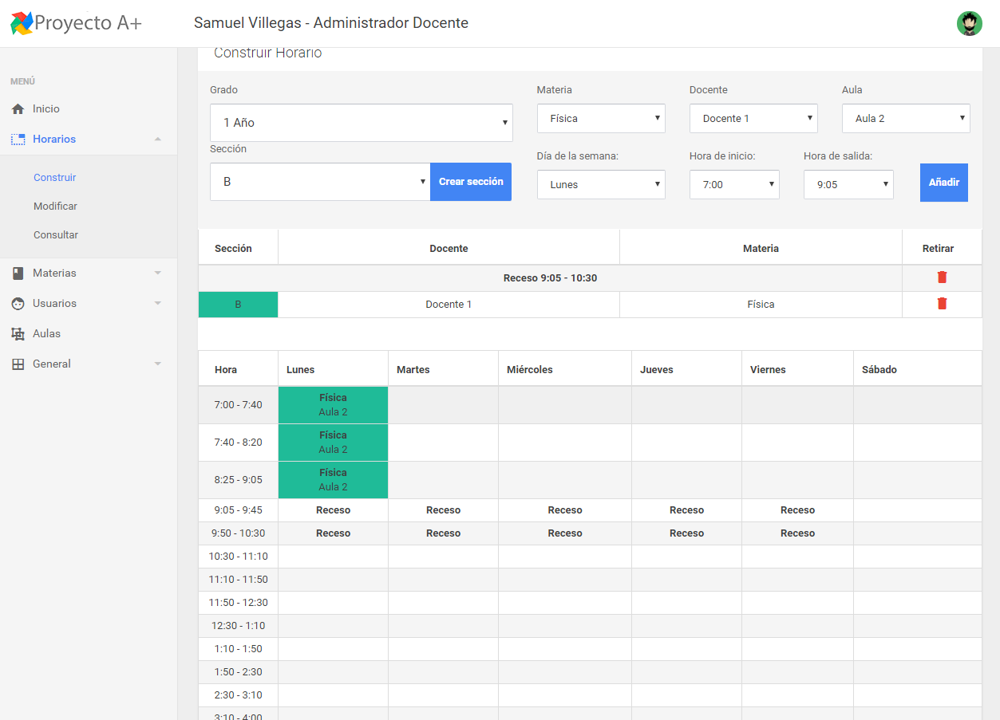 Proyecto A+
Samuel Villegas - Administrador Docente
MENÚ
Inicio
Horarios
Construir
Modificar
Consultar
Materias
Usuarios
Aulas
General
Construir Horario
Grado
1 Año
Sección
B
Crear sección
Materia
Física
Docente
Docente 1
Aula
Aula 2
Día de la semana:
Lunes
Hora de inicio:
7:00
Hora de salida:
9:05
Añadir
Sección Docente Materia Retirar
Receso 9:05 - 10:30
B Docente 1 Física
Hora Lunes Martes Miércoles Jueves Viernes Sábado
7:00 - 7:40 Física
Aula 2
7:40 - 8:20 Física
Aula 2
8:25 - 9:05 Física
Aula 2
9:05 - 9:45 Receso Receso Receso Receso Receso
9:50 - 10:30 Receso Receso Receso Receso Receso
10:30 - 11:10
11:10 - 11:50
11:50 - 12:30
12:30 - 1:10
1:10 - 1:50
1:50 - 2:30
2:30 - 3:10
3:10 - 4:00